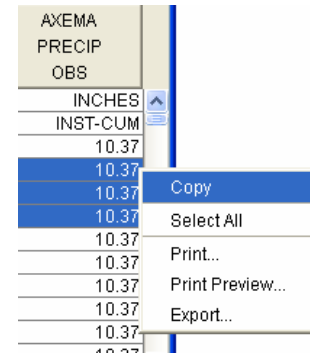 AXEMA
PRECIP
OBS
INCHES
INST-CUM
10.37
10.37
10.37
10.37
10.37
10.37
10.37
10.37
10.37
10.37
Copy
Select All
Print...
Print Preview...
Export...